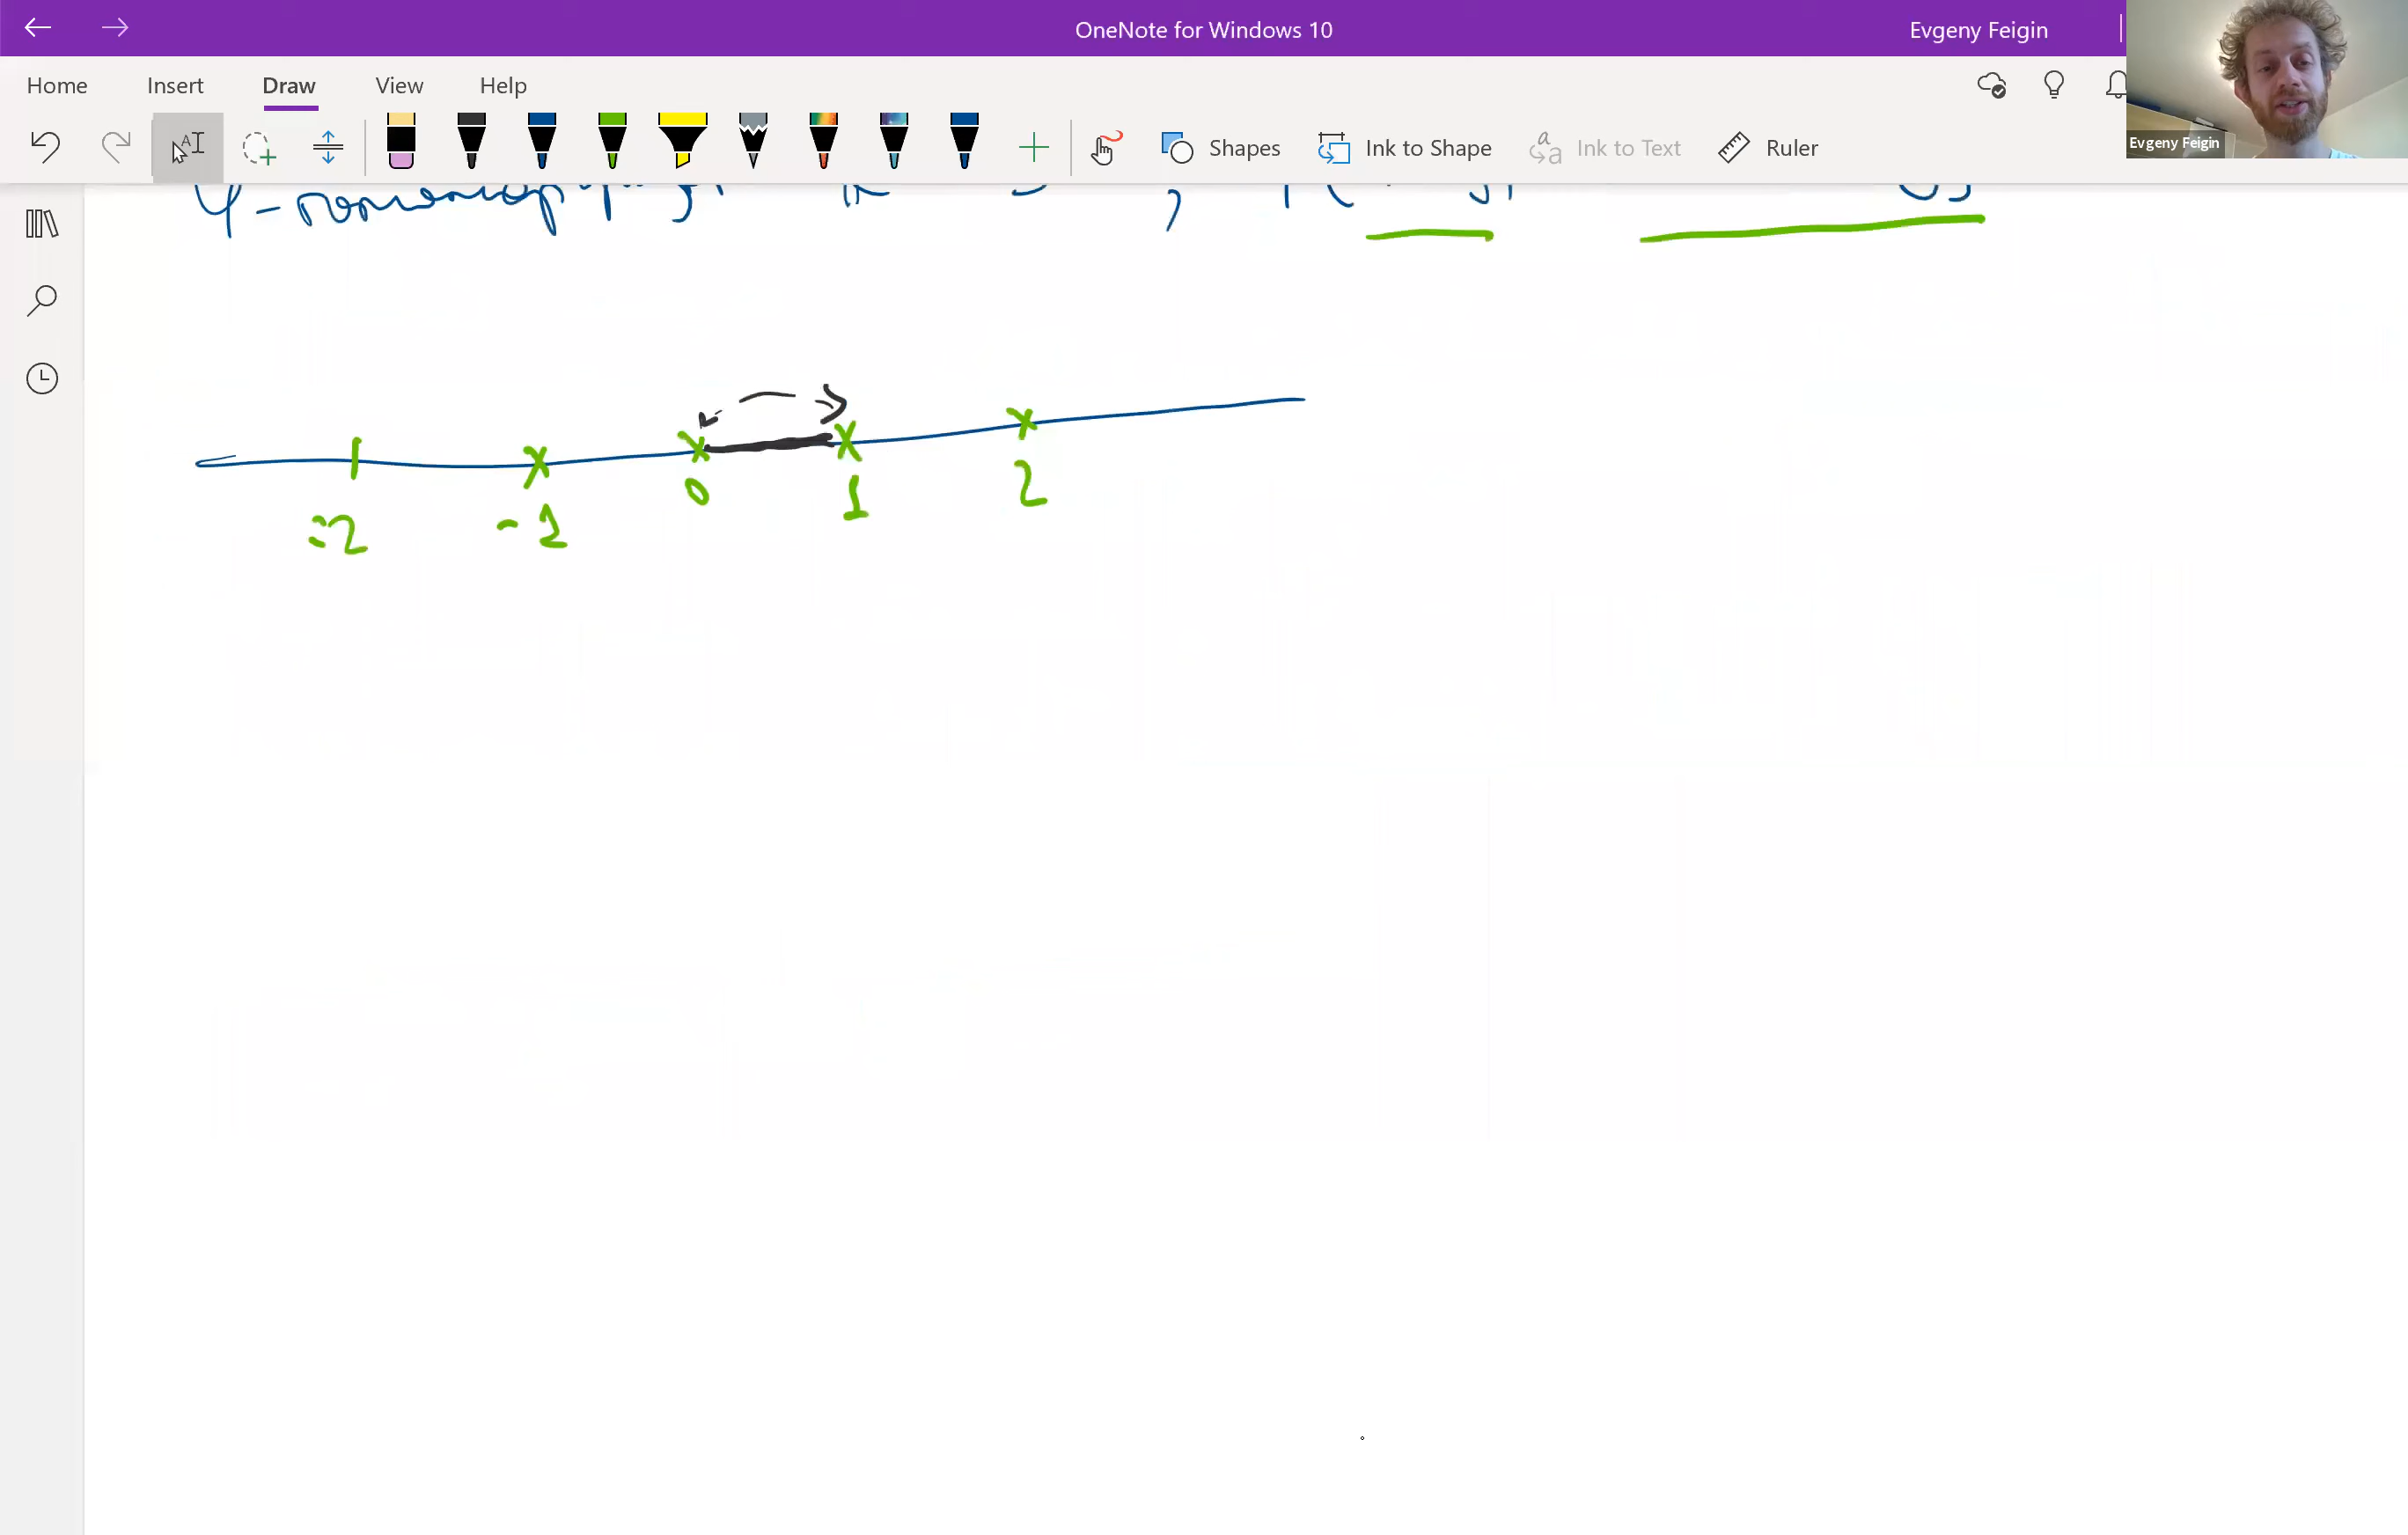 OneNote for Windows 10
Evgeny Feigin
Home Insert Draw View Help
Shapes Ink to Shape Ink to Text Ruler
Evgeny Feigin
-2 -1 0 1 2